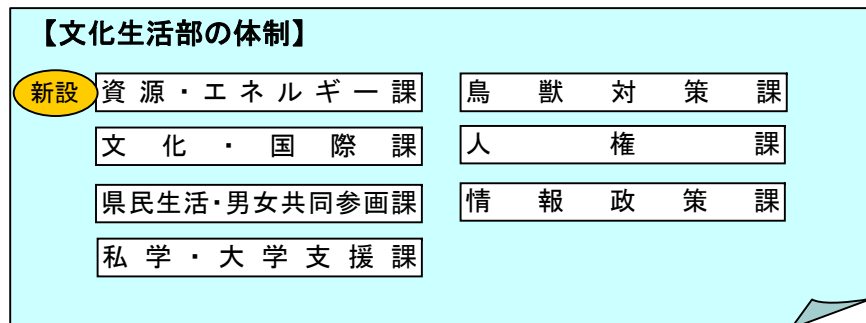 【文化生活部の体制】
新設
資源・エネルギー課
文化・国際課
県民生活・男女共同参画課
私学・大学支援課
鳥獣対策課
人権課
情報政策課